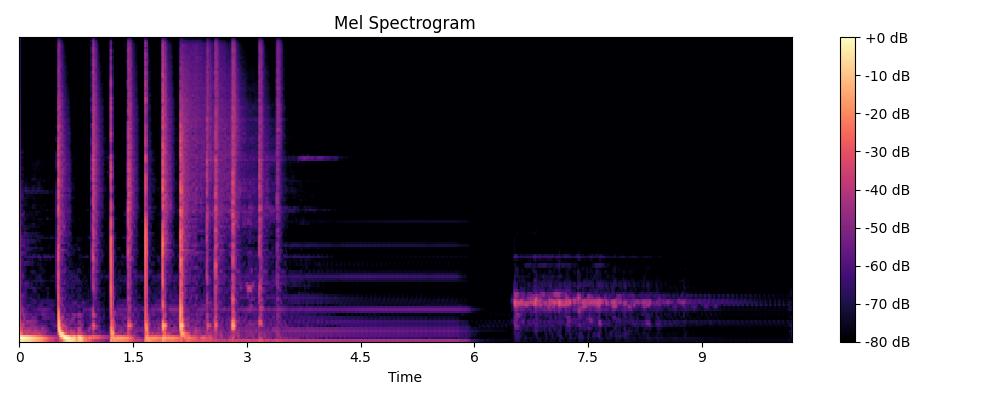 Mel Spectrogram
+0 dB
-10 dB
-20 dB
-30 dB
-40 dB
-50 dB
-60 dB
-70 dB
-80 dB
0 1.5 3 4.5 6 7.5 9
Time